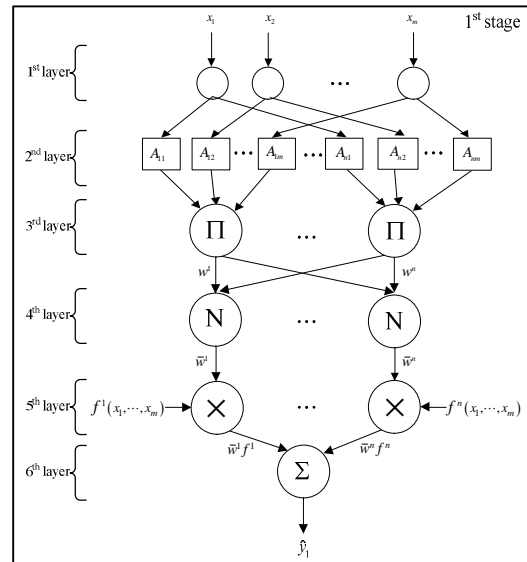 x₁ x₂ x_m 1ˢᵗ stage
1ˢᵗ layer ...
2ⁿᵈ layer A₁₁ A₁₂ ... A₁ₘ ... Aₙ₁ Aₙ₂ ... Aₙₘ
3ʳᵈ layer Π ... Π
w¹ wⁿ
4ᵗʰ layer N ... N
w̄¹ w̄ⁿ
5ᵗʰ layer f¹(x₁,⋯,xₘ) × ... × fⁿ(x₁,⋯,xₘ)
w̄¹f¹ w̄ⁿfⁿ
6ᵗʰ layer Σ
ŷ₁